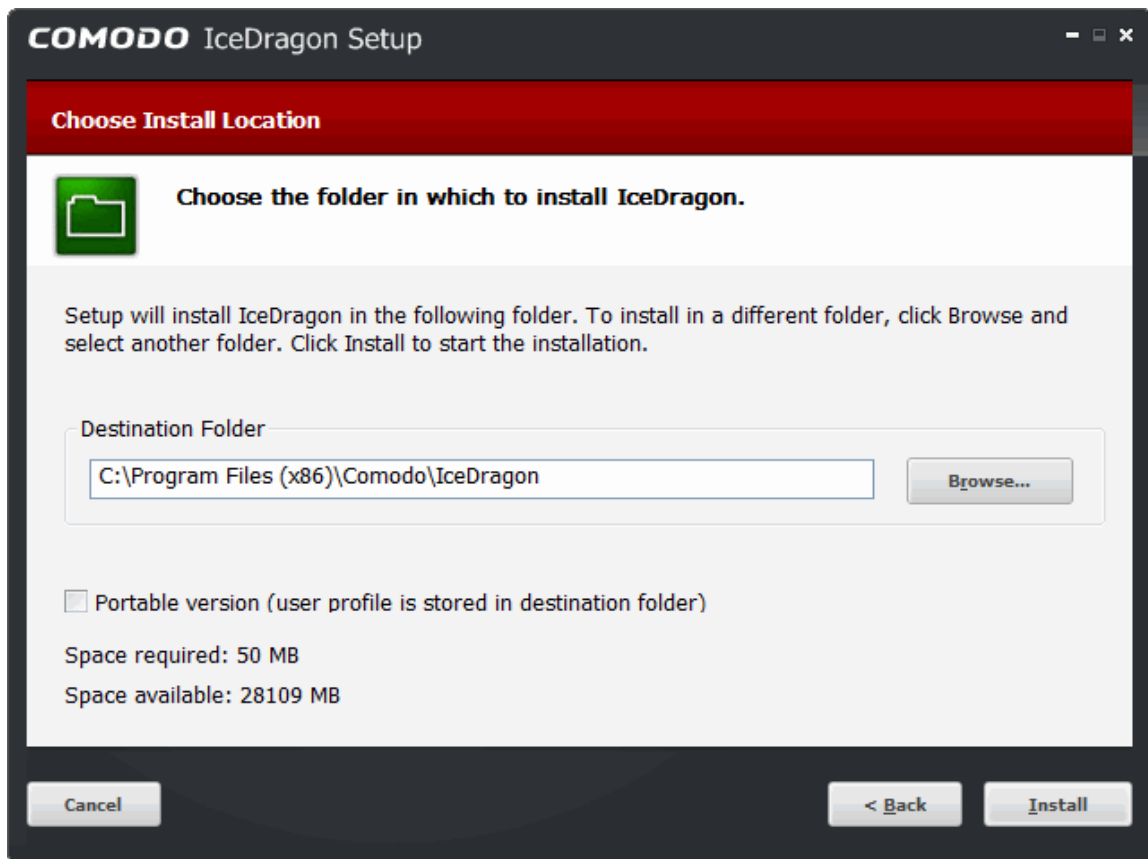 COMODO IceDragon Setup
Choose Install Location
Choose the folder in which to install IceDragon.
Setup will install IceDragon in the following folder. To install in a different folder, click Browse and
select another folder. Click Install to start the installation.
Destination Folder
C:\Program Files (x86)\Comodo\IceDragon
Browse...
Portable version (user profile is stored in destination folder)
Space required: 50 MB
Space available: 28109 MB
Cancel
< Back
Install